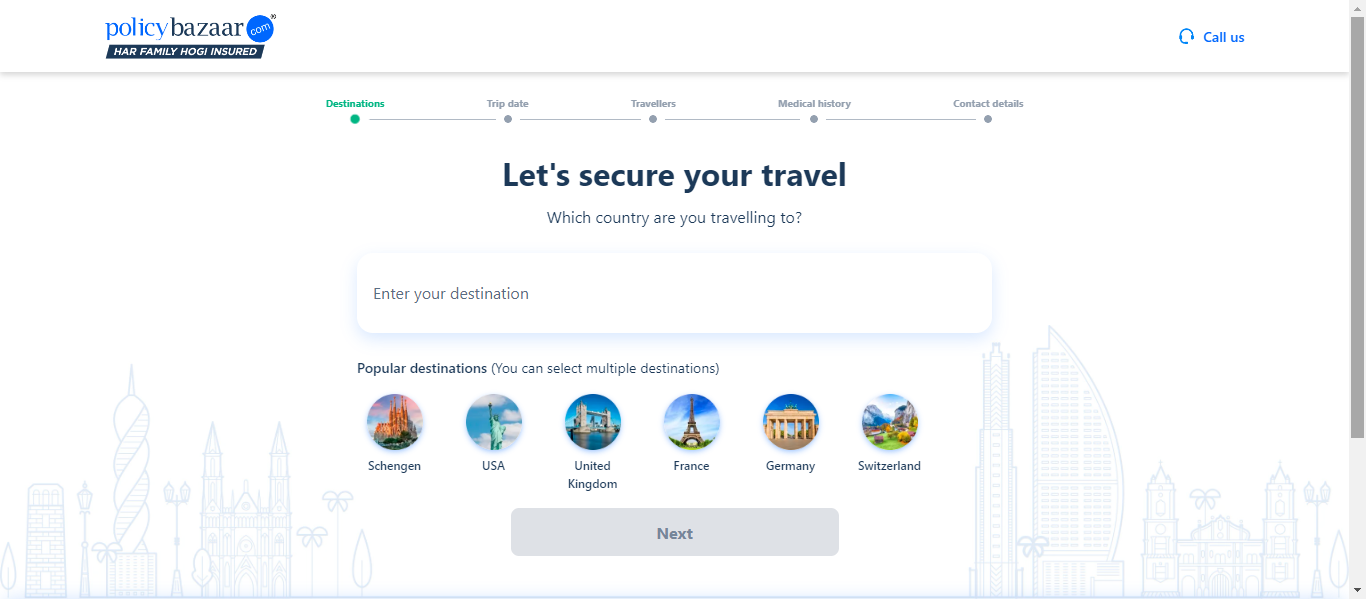 policybazaar com®
HAR FAMILY HOGI INSURED
Call us
Destinations
Trip date
Travellers
Medical history
Contact details
Let's secure your travel
Which country are you travelling to?
Enter your destination
Popular destinations (You can select multiple destinations)
Schengen
USA
United
Kingdom
France
Germany
Switzerland
Next